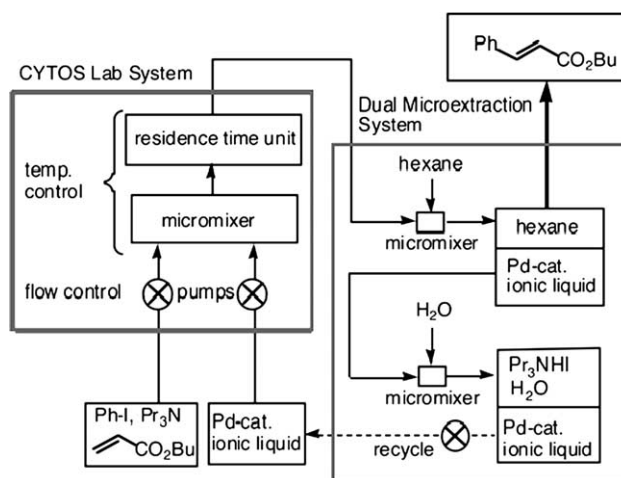 Ph
CO₂Bu
CYTOS Lab System
Dual Microextraction
System
residence time unit
temp.
control
hexane
micromixer
micromixer
hexane
Pd-cat.
ionic liquid
flow control
pumps
H₂O
Pr₃NHI
H₂O
micromixer
Ph-I, Pr₃N
CO₂Bu
Pd-cat.
ionic liquid
Pd-cat.
ionic liquid
recycle